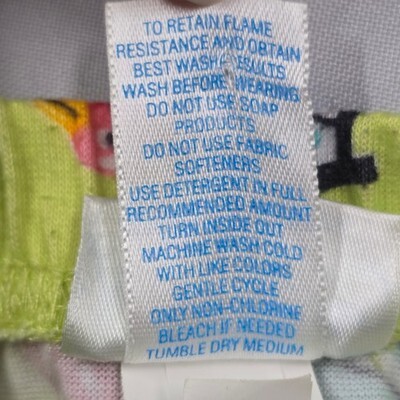 TO RETAIN FLAME
RESISTANCE AND OBTAIN
BEST WASH RESULTS
WASH BEFORE WEARING
DO NOT USE SOAP
PRODUCTS
DO NOT USE FABRIC
SOFTENERS
USE DETERGENT IN FULL
RECOMMENDED AMOUNT
TURN INSIDE OUT
MACHINE WASH COLD
WITH LIKE COLORS
GENTLE CYCLE
ONLY NON-CHLORINE
BLEACH IF NEEDED
TUMBLE DRY MEDIUM